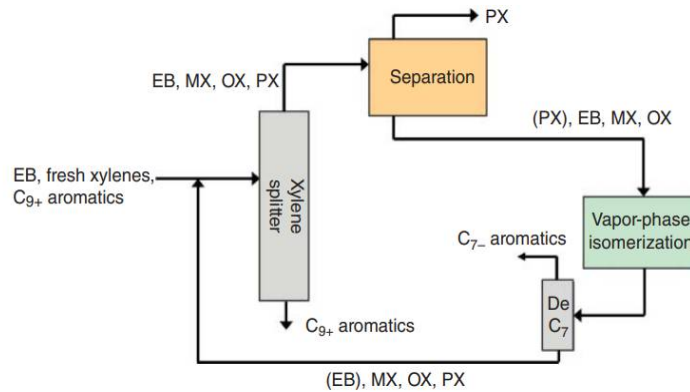 PX
EB, MX, OX, PX
Separation
(PX), EB, MX, OX
EB, fresh xylenes,
C₉₊ aromatics
Xylene
splitter
Vapor-phase
isomerization
C₇₋ aromatics
De
C₇
C₉₊ aromatics
(EB), MX, OX, PX